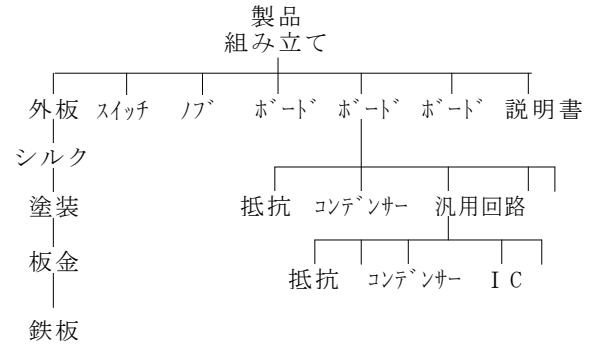 製品
組み立て
外板 ｽｲｯﾁ ﾉﾌﾞ ﾎﾞｰﾄﾞ ﾎﾞｰﾄﾞ ﾎﾞｰﾄﾞ 説明書
シルク
塗装 抵抗 ｺﾝﾃﾞﾝｻｰ 汎用回路
板金
抵抗 ｺﾝﾃﾞﾝｻｰ ＩＣ
鉄板